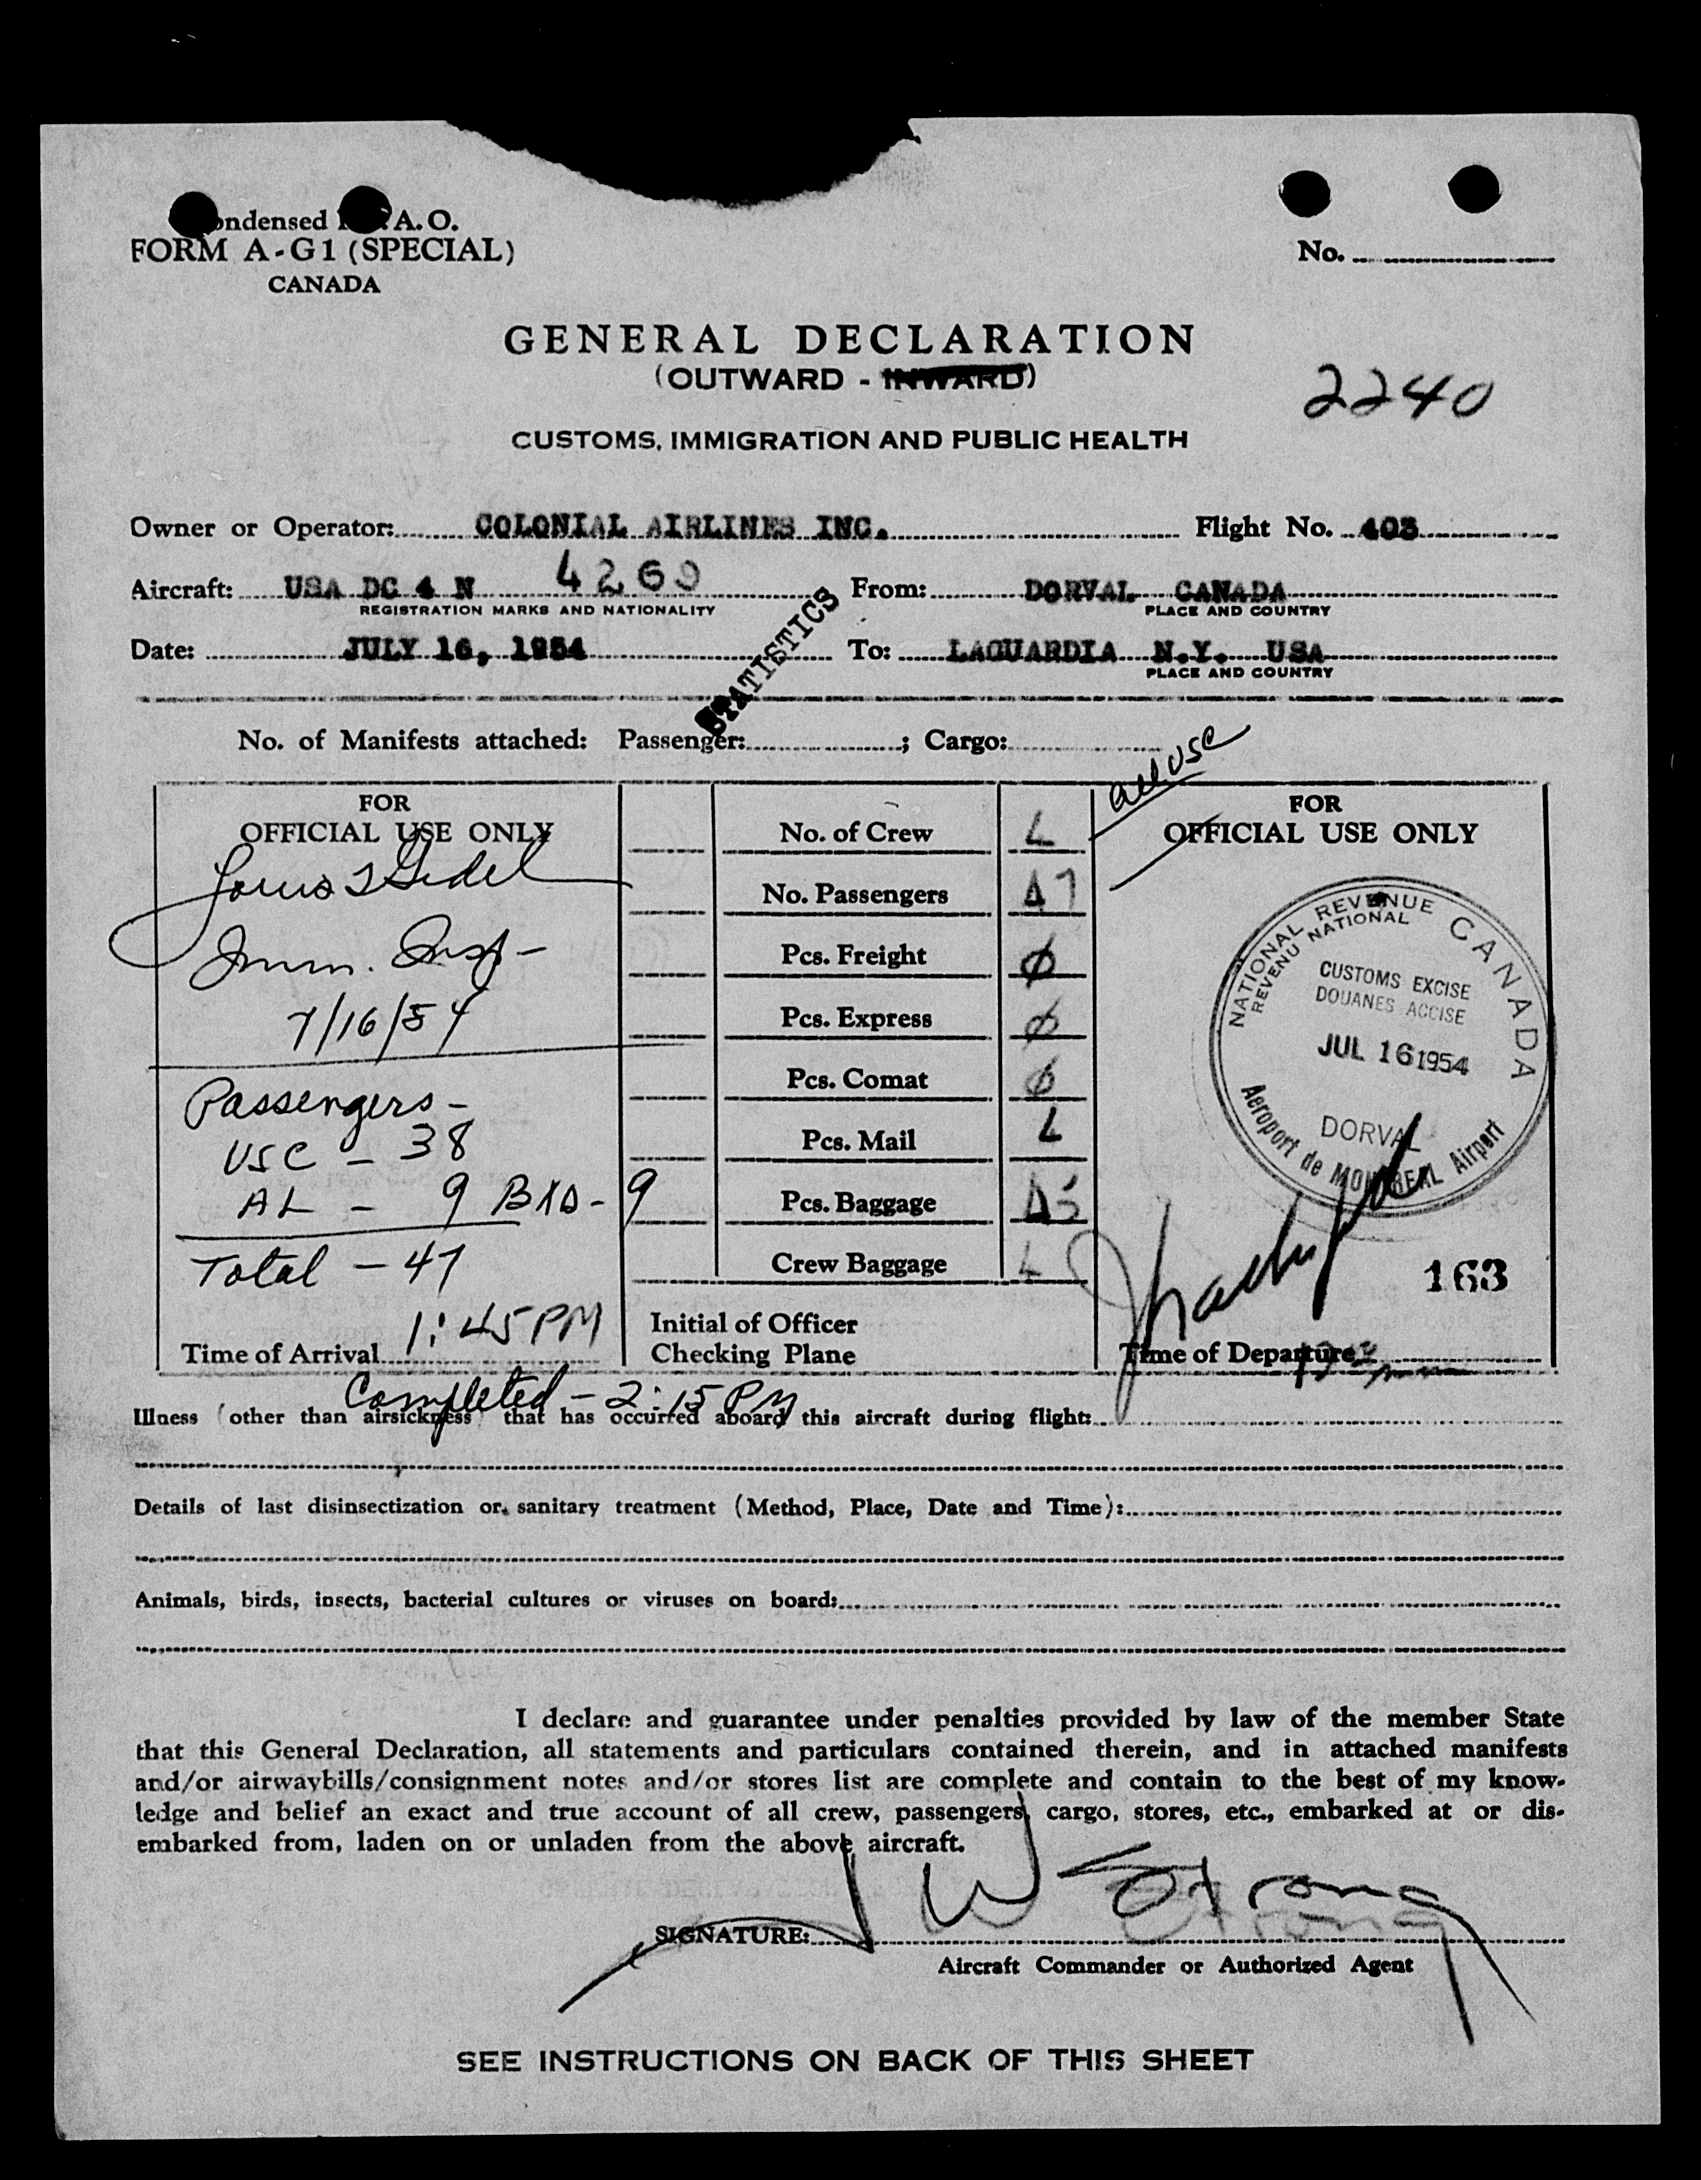 ondensed A. O.
FORM A-G1 (SPECIAL)
CANADA
No.
GENERAL DECLARATION
(OUTWARD - INWARD)
2240
CUSTOMS, IMMIGRATION AND PUBLIC HEALTH
Owner or Operator: COLONIAL AIRLINES INC. Flight No. 403
Aircraft: USA DC 4 N 4269 From: DORVAL CANADA
REGISTRATION MARKS AND NATIONALITY PLACE AND COUNTRY
Date: JULY 16, 1954 To: LAGUARDIA N.Y. USA
PLACE AND COUNTRY
STATISTICS
No. of Manifests attached: Passenger: ; Cargo:
all USC
FOR
OFFICIAL USE ONLY
Louis
Imm. Insp-
7/16/54
Passengers-
USC - 38
AL - 9 - 9
Total - 47
Time of Arrival 1:45 PM
Completed - 2:15 PM
No. of Crew 4
No. Passengers 47
Pcs. Freight ϕ
Pcs. Express ϕ
Pcs. Comat ϕ
Pcs. Mail
Pcs. Baggage
Crew Baggage
Initial of Officer
Checking Plane
FOR
OFFICIAL USE ONLY
NATIONAL REVENUE CANADA
REVENU NATIONAL
CUSTOMS EXCISE
DOUANES ACCISE
JUL 16 1954
DORVAL
Aeroport de MONTREAL Airport
163
Time of Departure
Illness (other than airsickness) that has occurred aboard this aircraft during flight:
Details of last disinsectization or sanitary treatment (Method, Place, Date and Time):
Animals, birds, insects, bacterial cultures or viruses on board:
I declare and guarantee under penalties provided by law of the member State
that this General Declaration, all statements and particulars contained therein, and in attached manifests
and/or airwaybills/consignment notes and/or stores list are complete and contain to the best of my know-
ledge and belief an exact and true account of all crew, passengers, cargo, stores, etc., embarked at or dis-
embarked from, laden on or unladen from the above aircraft.
SIGNATURE: J W Strong
Aircraft Commander or Authorized Agent
SEE INSTRUCTIONS ON BACK OF THIS SHEET